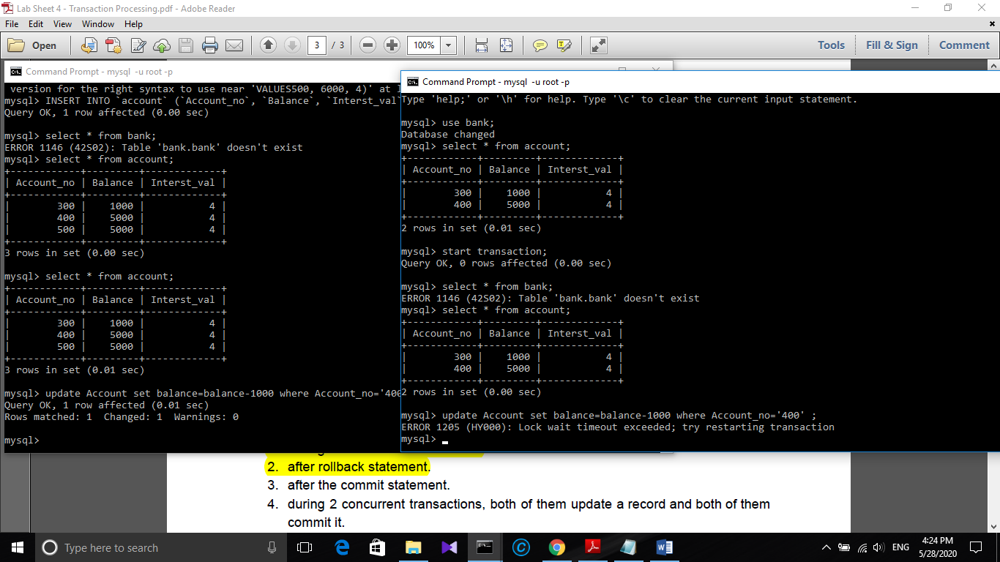 Lab Sheet 4 - Transaction Processing.pdf - Adobe Reader
File Edit View Window Help
Open 3 / 3 100% Tools Fill & Sign Comment
Command Prompt - mysql -u root -p
version for the right syntax to use near 'VALUES500, 6000, 4)' at l
mysql> INSERT INTO `account` (`Account_no`, `Balance`, `Interst_val`
Query OK, 1 row affected (0.00 sec)
mysql> select * from bank;
ERROR 1146 (42S02): Table 'bank.bank' doesn't exist
mysql> select * from account;
+------------+---------+-------------+
| Account_no | Balance | Interst_val |
+------------+---------+-------------+
| 300 | 1000 | 4 |
| 400 | 5000 | 4 |
| 500 | 5000 | 4 |
+------------+---------+-------------+
3 rows in set (0.00 sec)
mysql> select * from account;
+------------+---------+-------------+
| Account_no | Balance | Interst_val |
+------------+---------+-------------+
| 300 | 1000 | 4 |
| 400 | 5000 | 4 |
| 500 | 5000 | 4 |
+------------+---------+-------------+
3 rows in set (0.01 sec)
mysql> update Account set balance=balance-1000 where Account_no='400
Query OK, 1 row affected (0.01 sec)
Rows matched: 1 Changed: 1 Warnings: 0
mysql>
Command Prompt - mysql -u root -p
Type 'help;' or '\h' for help. Type '\c' to clear the current input statement.
mysql> use bank;
Database changed
mysql> select * from account;
+------------+---------+-------------+
| Account_no | Balance | Interst_val |
+------------+---------+-------------+
| 300 | 1000 | 4 |
| 400 | 5000 | 4 |
+------------+---------+-------------+
2 rows in set (0.01 sec)
mysql> start transaction;
Query OK, 0 rows affected (0.00 sec)
mysql> select * from bank;
ERROR 1146 (42S02): Table 'bank.bank' doesn't exist
mysql> select * from account;
+------------+---------+-------------+
| Account_no | Balance | Interst_val |
+------------+---------+-------------+
| 300 | 1000 | 4 |
| 400 | 5000 | 4 |
+------------+---------+-------------+
2 rows in set (0.00 sec)
mysql> update Account set balance=balance-1000 where Account_no='400' ;
ERROR 1205 (HY000): Lock wait timeout exceeded; try restarting transaction
mysql>
2. after rollback statement.
3. after the commit statement.
4. during 2 concurrent transactions, both of them update a record and both of them
commit it.
Type here to search
ENG
4:24 PM
5/28/2020